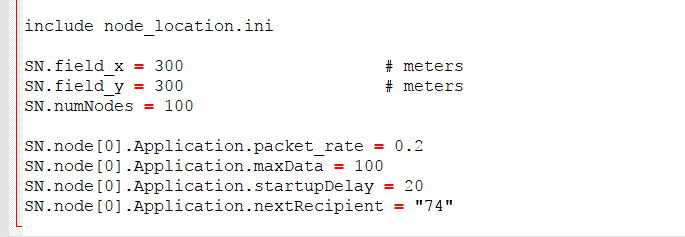 include node_location.ini
SN.field_x = 300 # meters
SN.field_y = 300 # meters
SN.numNodes = 100
SN.node[0].Application.packet_rate = 0.2
SN.node[0].Application.maxData = 100
SN.node[0].Application.startupDelay = 20
SN.node[0].Application.nextRecipient = "74"